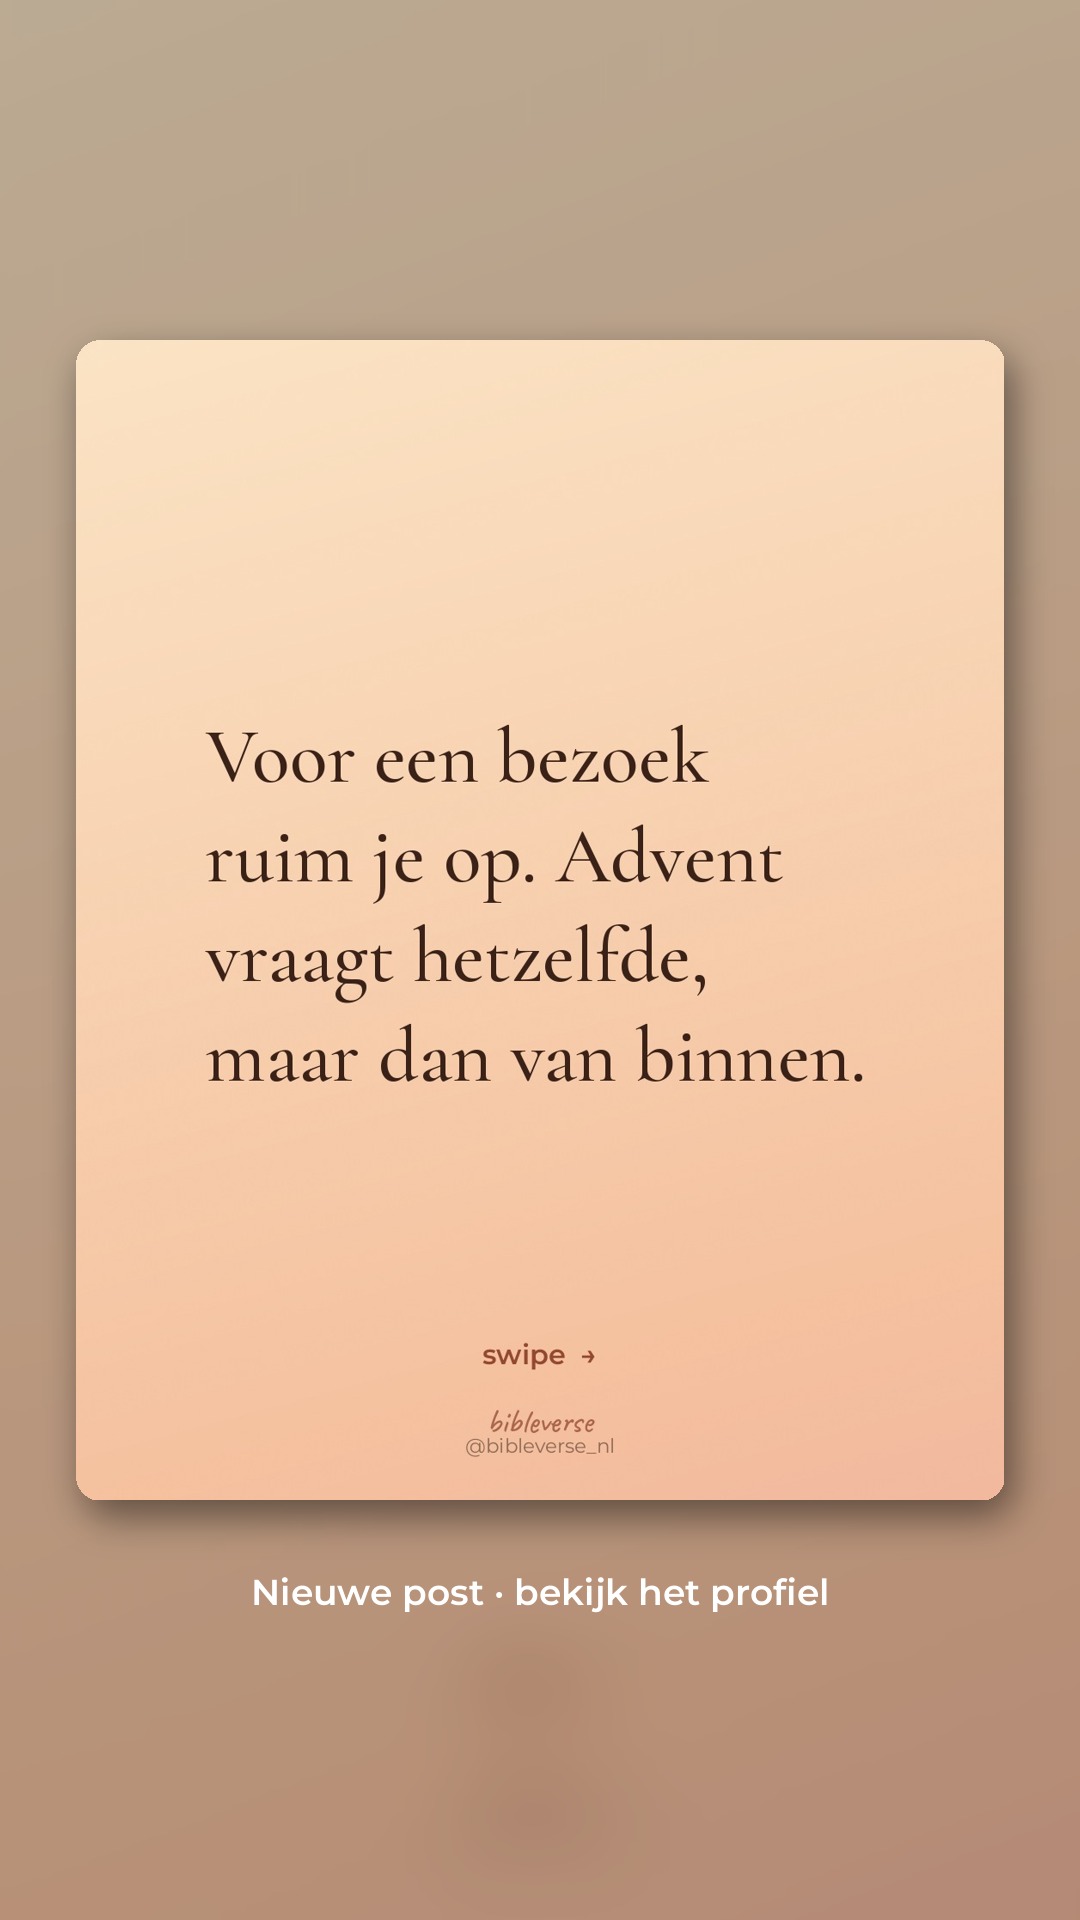 Voor een bezoek
ruim je op. Advent
vraagt hetzelfde,
maar dan van binnen.
swipe →
bibleverse
@bibleverse_nl
Nieuwe post · bekijk het profiel